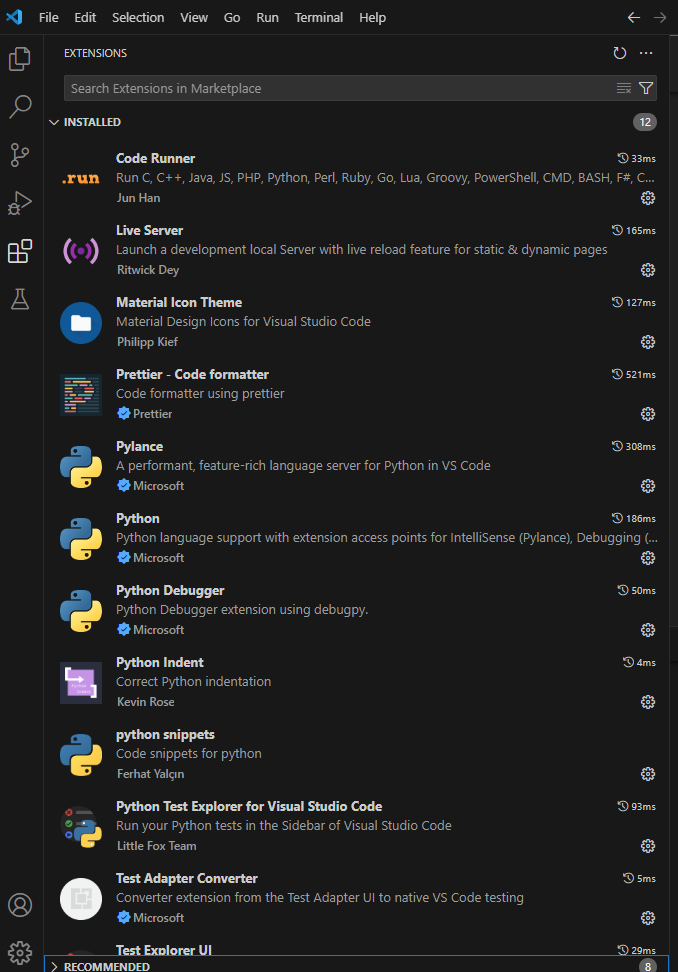 File Edit Selection View Go Run Terminal Help
EXTENSIONS
Search Extensions in Marketplace
INSTALLED 12
Code Runner 33ms
.run
Run C, C++, Java, JS, PHP, Python, Perl, Ruby, Go, Lua, Groovy, PowerShell, CMD, BASH, F#, C...
Jun Han
Live Server 165ms
Launch a development local Server with live reload feature for static & dynamic pages
Ritwick Dey
Material Icon Theme 127ms
Material Design Icons for Visual Studio Code
Philipp Kief
Prettier - Code formatter 521ms
Code formatter using prettier
Prettier
Pylance 308ms
A performant, feature-rich language server for Python in VS Code
Microsoft
Python 186ms
Python language support with extension access points for IntelliSense (Pylance), Debugging (...
Microsoft
Python Debugger 50ms
Python Debugger extension using debugpy.
Microsoft
Python Indent 4ms
Correct Python indentation
Kevin Rose
python snippets
Code snippets for python
Ferhat Yalçın
Python Test Explorer for Visual Studio Code 93ms
Run your Python tests in the Sidebar of Visual Studio Code
Little Fox Team
Test Adapter Converter 5ms
Converter extension from the Test Adapter UI to native VS Code testing
Microsoft
Test Explorer UI 29ms
RECOMMENDED 8